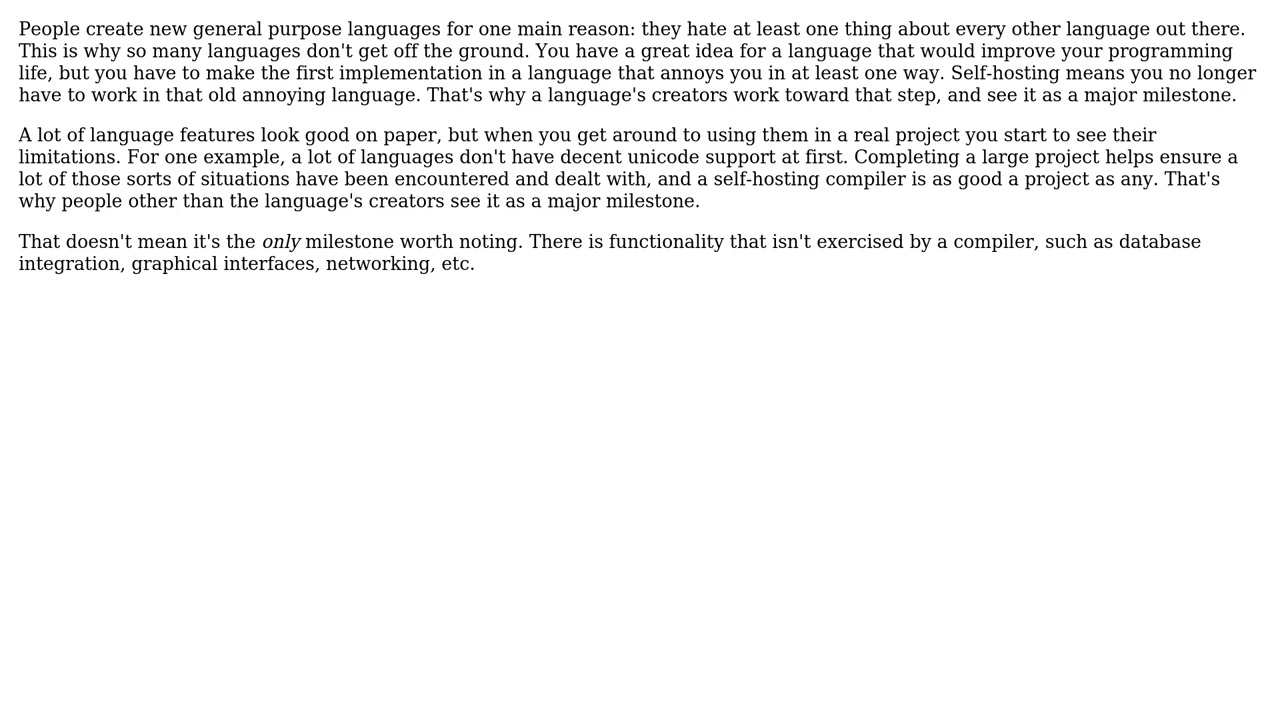 People create new general purpose languages for one main reason: they hate at least one thing about every other language out there.
This is why so many languages don't get off the ground. You have a great idea for a language that would improve your programming
life, but you have to make the first implementation in a language that annoys you in at least one way. Self-hosting means you no longer
have to work in that old annoying language. That's why a language's creators work toward that step, and see it as a major milestone.
A lot of language features look good on paper, but when you get around to using them in a real project you start to see their
limitations. For one example, a lot of languages don't have decent unicode support at first. Completing a large project helps ensure a
lot of those sorts of situations have been encountered and dealt with, and a self-hosting compiler is as good a project as any. That's
why people other than the language's creators see it as a major milestone.
That doesn't mean it's the only milestone worth noting. There is functionality that isn't exercised by a compiler, such as database
integration, graphical interfaces, networking, etc.